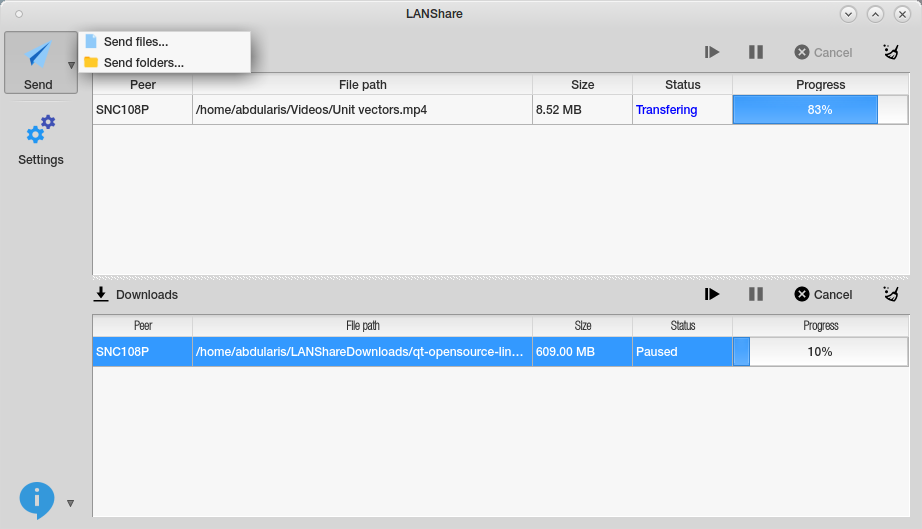 LANShare
Send files...
Send folders...
Cancel
Send
Settings
Peer File path Size Status Progress
SNC108P /home/abdularis/Videos/Unit vectors.mp4 8.52 MB Transfering 83%
Downloads Cancel
Peer File path Size Status Progress
SNC108P /home/abdularis/LANShareDownloads/qt-opensource-lin... 609.00 MB Paused 10%